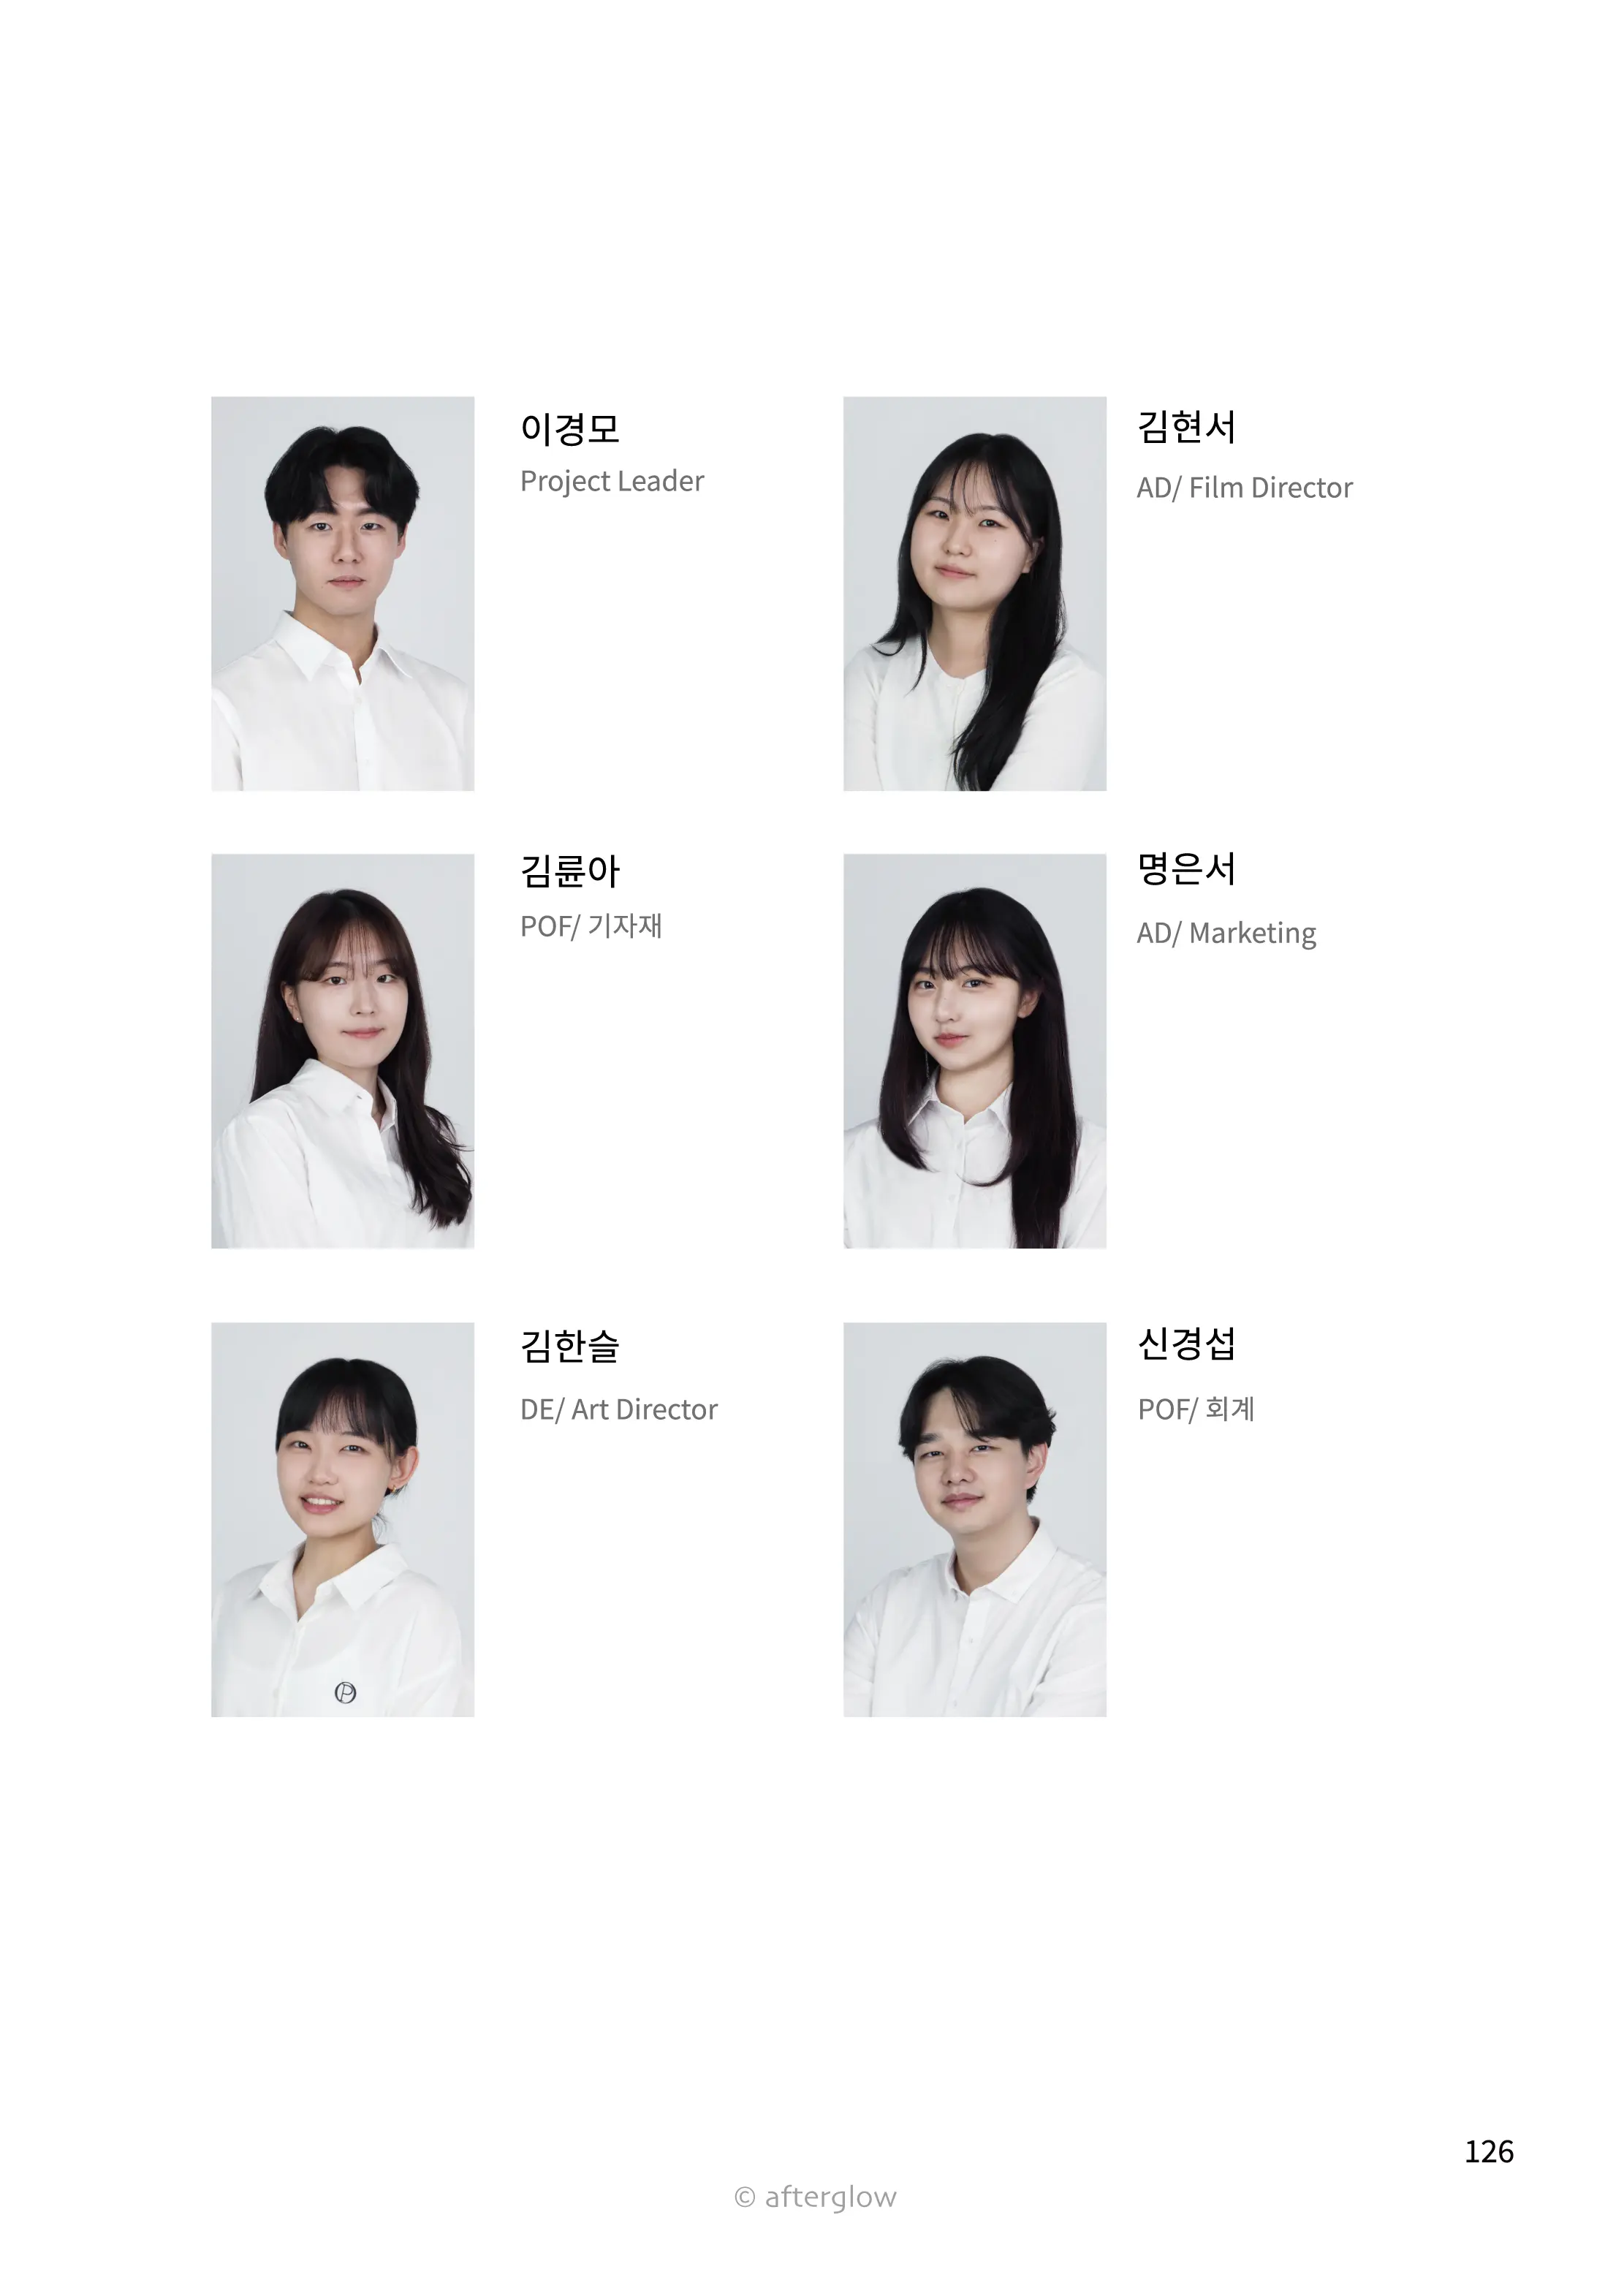 이경모
Project Leader
김현서
AD/ Film Director
김륜아
POF/ 기자재
명은서
AD/ Marketing
김한슬
DE/ Art Director
신경섭
POF/ 회계
126
© afterglow